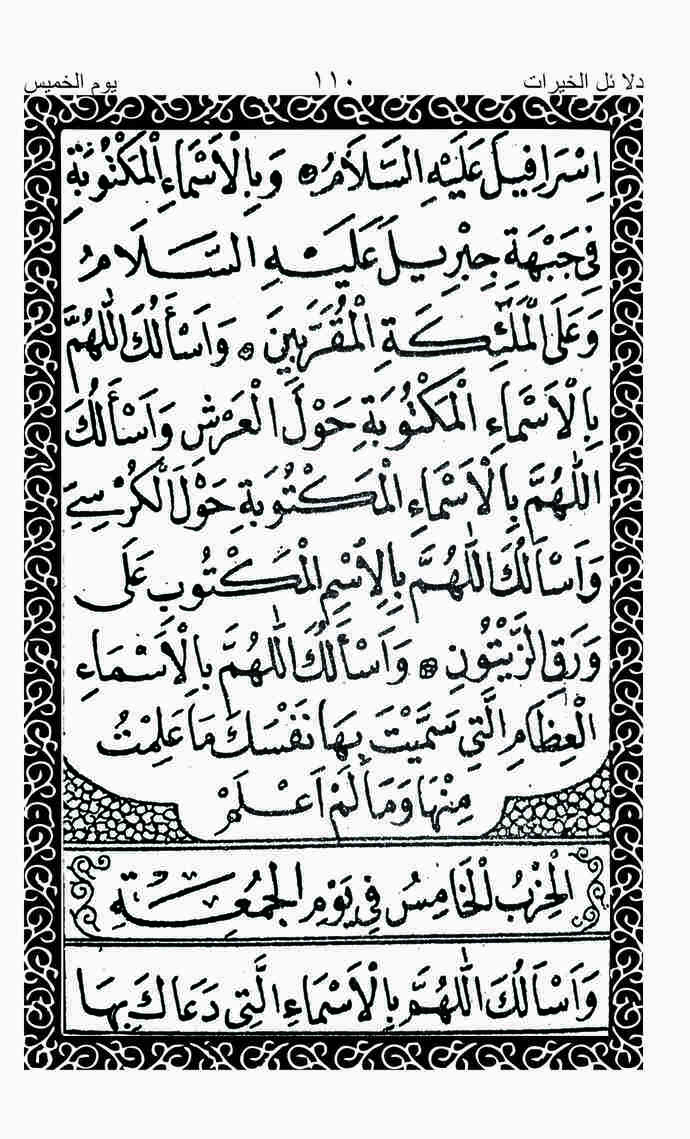 دلائل الخيرات ١١٠ يوم الخميس
اِسْرَافِيلَ عَلَيْهِ السَّلَامُ ۞ وَبِالْاَسْمَاءِ الْمَكْتُوبَةِ
فِي جَبْهَةِ جِبْرِيلَ عَلَيْهِ السَّلَامُ
وَعَلَى الْمَلٰٓئِكَةِ الْمُقَرَّبِينَ ۞ وَاَسْأَلُكَ اللّٰهُمَّ
بِالْاَسْمَاءِ الْمَكْتُوبَةِ حَوْلَ الْعَرْشِ وَاَسْأَلُكَ
اللّٰهُمَّ بِالْاَسْمَاءِ الْمَكْتُوبَةِ حَوْلَ الْكُرْسِيِّ
وَاَسْاَلُكَ اللّٰهُمَّ بِالْاِسْمِ الْمَكْتُوبِ عَلَى
وَرَقِ الزَّيْتُونِ ۞ وَاَسْأَلُكَ اللّٰهُمَّ بِالْاَسْمَاءِ
الْعِظَامِ الَّتِي سَمَّيْتَ بِهَا نَفْسَكَ مَا عَلِمْتُ
مِنْهَا وَمَا لَمْ اَعْلَمْ
الْحِزْبُ الْخَامِسُ فِي يَوْمِ الْجُمُعَةِ
وَاَسْاَلُكَ اللّٰهُمَّ بِالْاَسْمَاءِ الَّتِي دَعَاكَ بِهَا